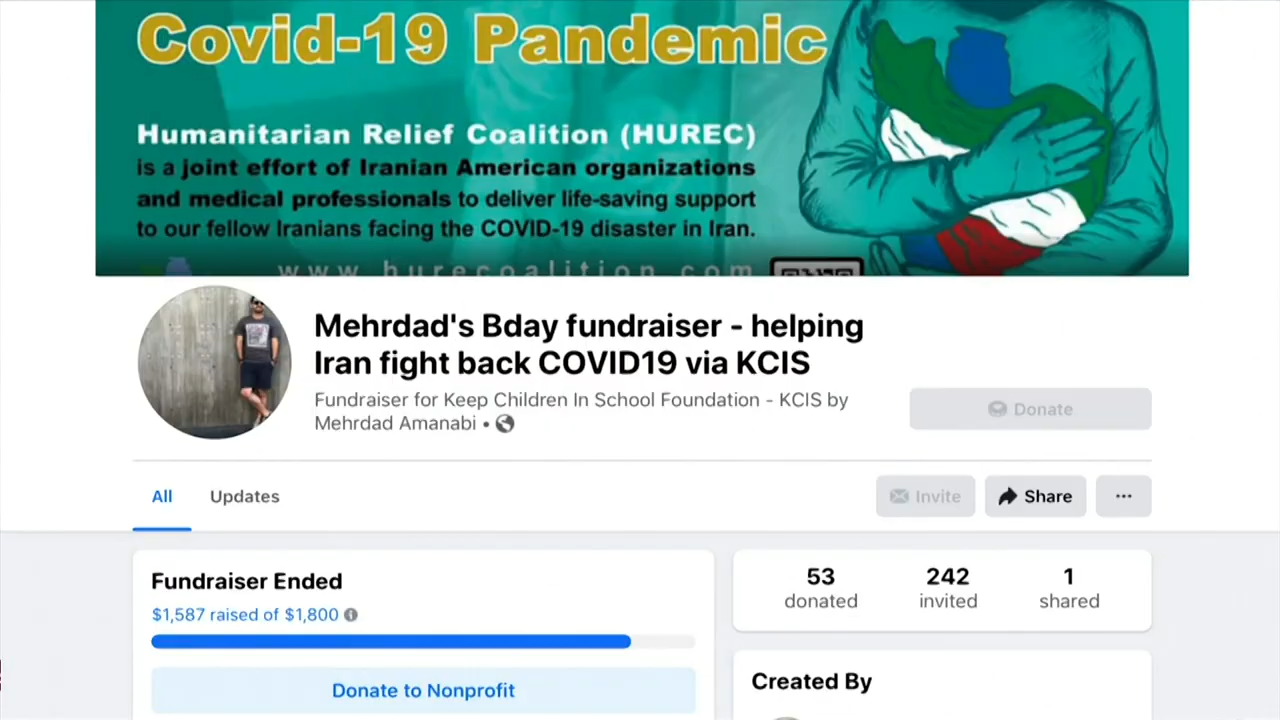 Covid-19 Pandemic
Humanitarian Relief Coalition (HUREC)
is a joint effort of Iranian American organizations
and medical professionals to deliver life-saving support
to our fellow Iranians facing the COVID-19 disaster in Iran.
www.hurecoalition.com
Mehrdad's Bday fundraiser - helping
Iran fight back COVID19 via KCIS
Fundraiser for Keep Children In School Foundation - KCIS by
Mehrdad Amanabi •
Donate
All
Updates
Invite
Share
Fundraiser Ended
$1,587 raised of $1,800
Donate to Nonprofit
53
donated
242
invited
1
shared
Created By